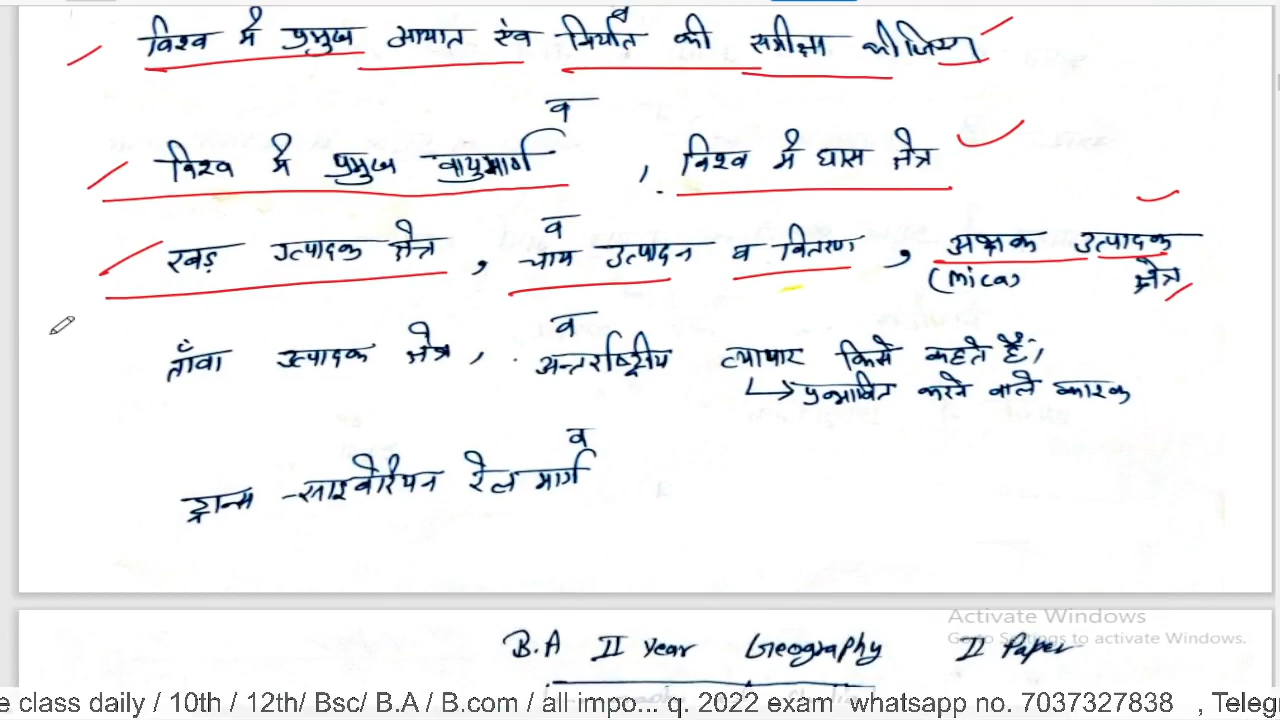 विश्व में प्रमुख आयात एंव निर्यात की समीक्षा कीजिए
व
विश्व में प्रमुख वायुमार्ग , विश्व में घास क्षेत्र
व
रबड़ उत्पादक क्षेत्र , चाय उत्पादन व वितरण , अभ्रक उत्पादक
(mica) क्षेत्र
व
ताँबा उत्पादक क्षेत्र , अन्तर्राष्ट्रीय व्यापार किसे कहते हैं,
↳ प्रभावित करने वाले कारक
व
ट्रान्स -साइबेरियन रेल मार्ग
Activate Windows
Go to Settings to activate Windows.
B.A II year Geography II Paper
e class daily / 10th / 12th/ Bsc/ B.A / B.com / all impo... q. 2022 exam whatsapp no. 7037327838 , Teleg